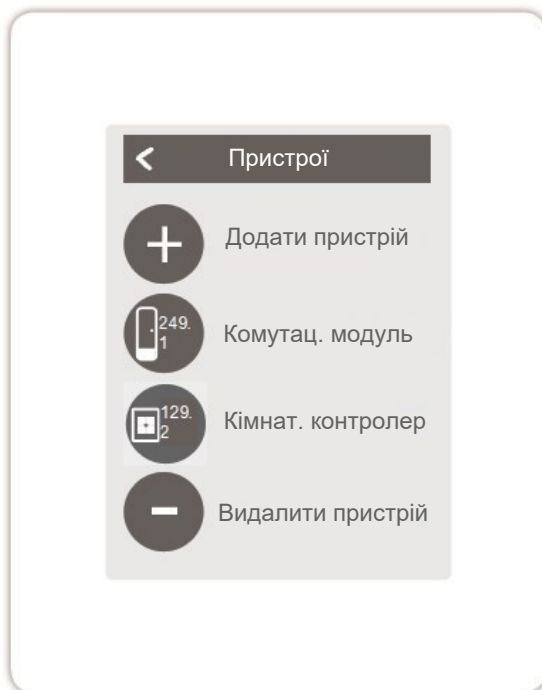 Пристрої
Додати пристрій
249.
1
Комутац. модуль
129.
2
Кімнат. контролер
Видалити пристрій